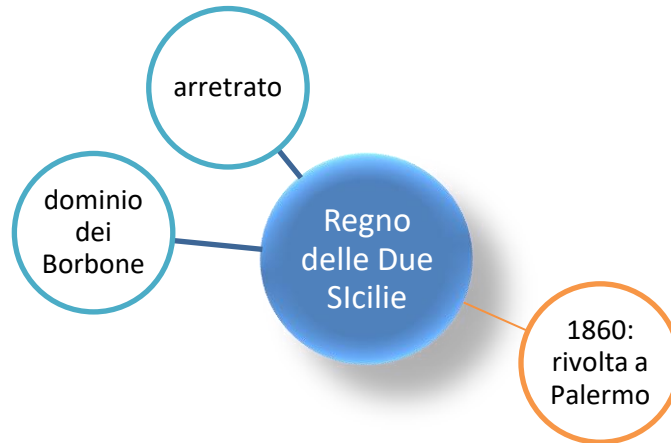 arretrato
dominio
dei
Borbone
Regno
delle Due
SIcilie
1860:
rivolta a
Palermo